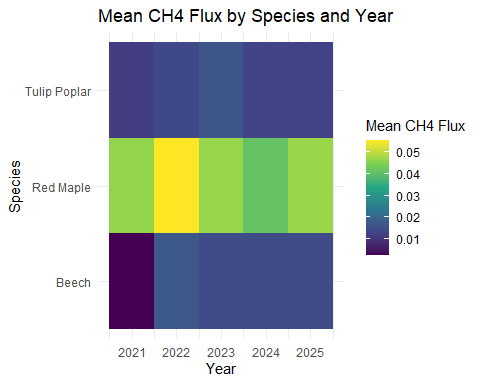 Mean CH4 Flux by Species and Year
Species
Tulip Poplar
Red Maple
Beech
2021 2022 2023 2024 2025
Year
Mean CH4 Flux
0.05
0.04
0.03
0.02
0.01